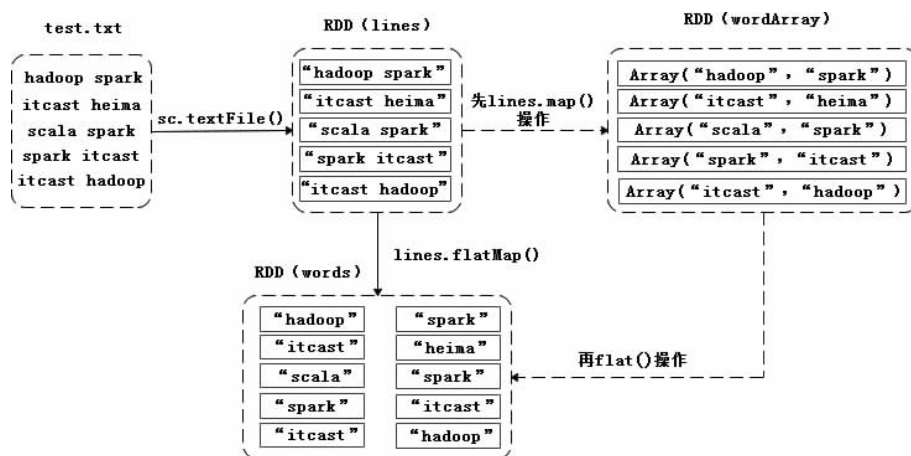 test.txt
hadoop spark
itcast heima
scala spark
spark itcast
itcast hadoop
sc.textFile()
RDD（lines）
“hadoop spark”
“itcast heima”
“scala spark”
“spark itcast”
“itcast hadoop”
先lines.map()
操作
RDD（wordArray）
Array(“hadoop”，“spark”)
Array(“itcast”，“heima”)
Array(“scala”，“spark”)
Array(“spark”，“itcast”)
Array(“itcast”，“hadoop”)
lines.flatMap()
RDD（words）
“hadoop” “spark”
“itcast” “heima”
“scala” “spark”
“spark” “itcast”
“itcast” “hadoop”
再flat()操作